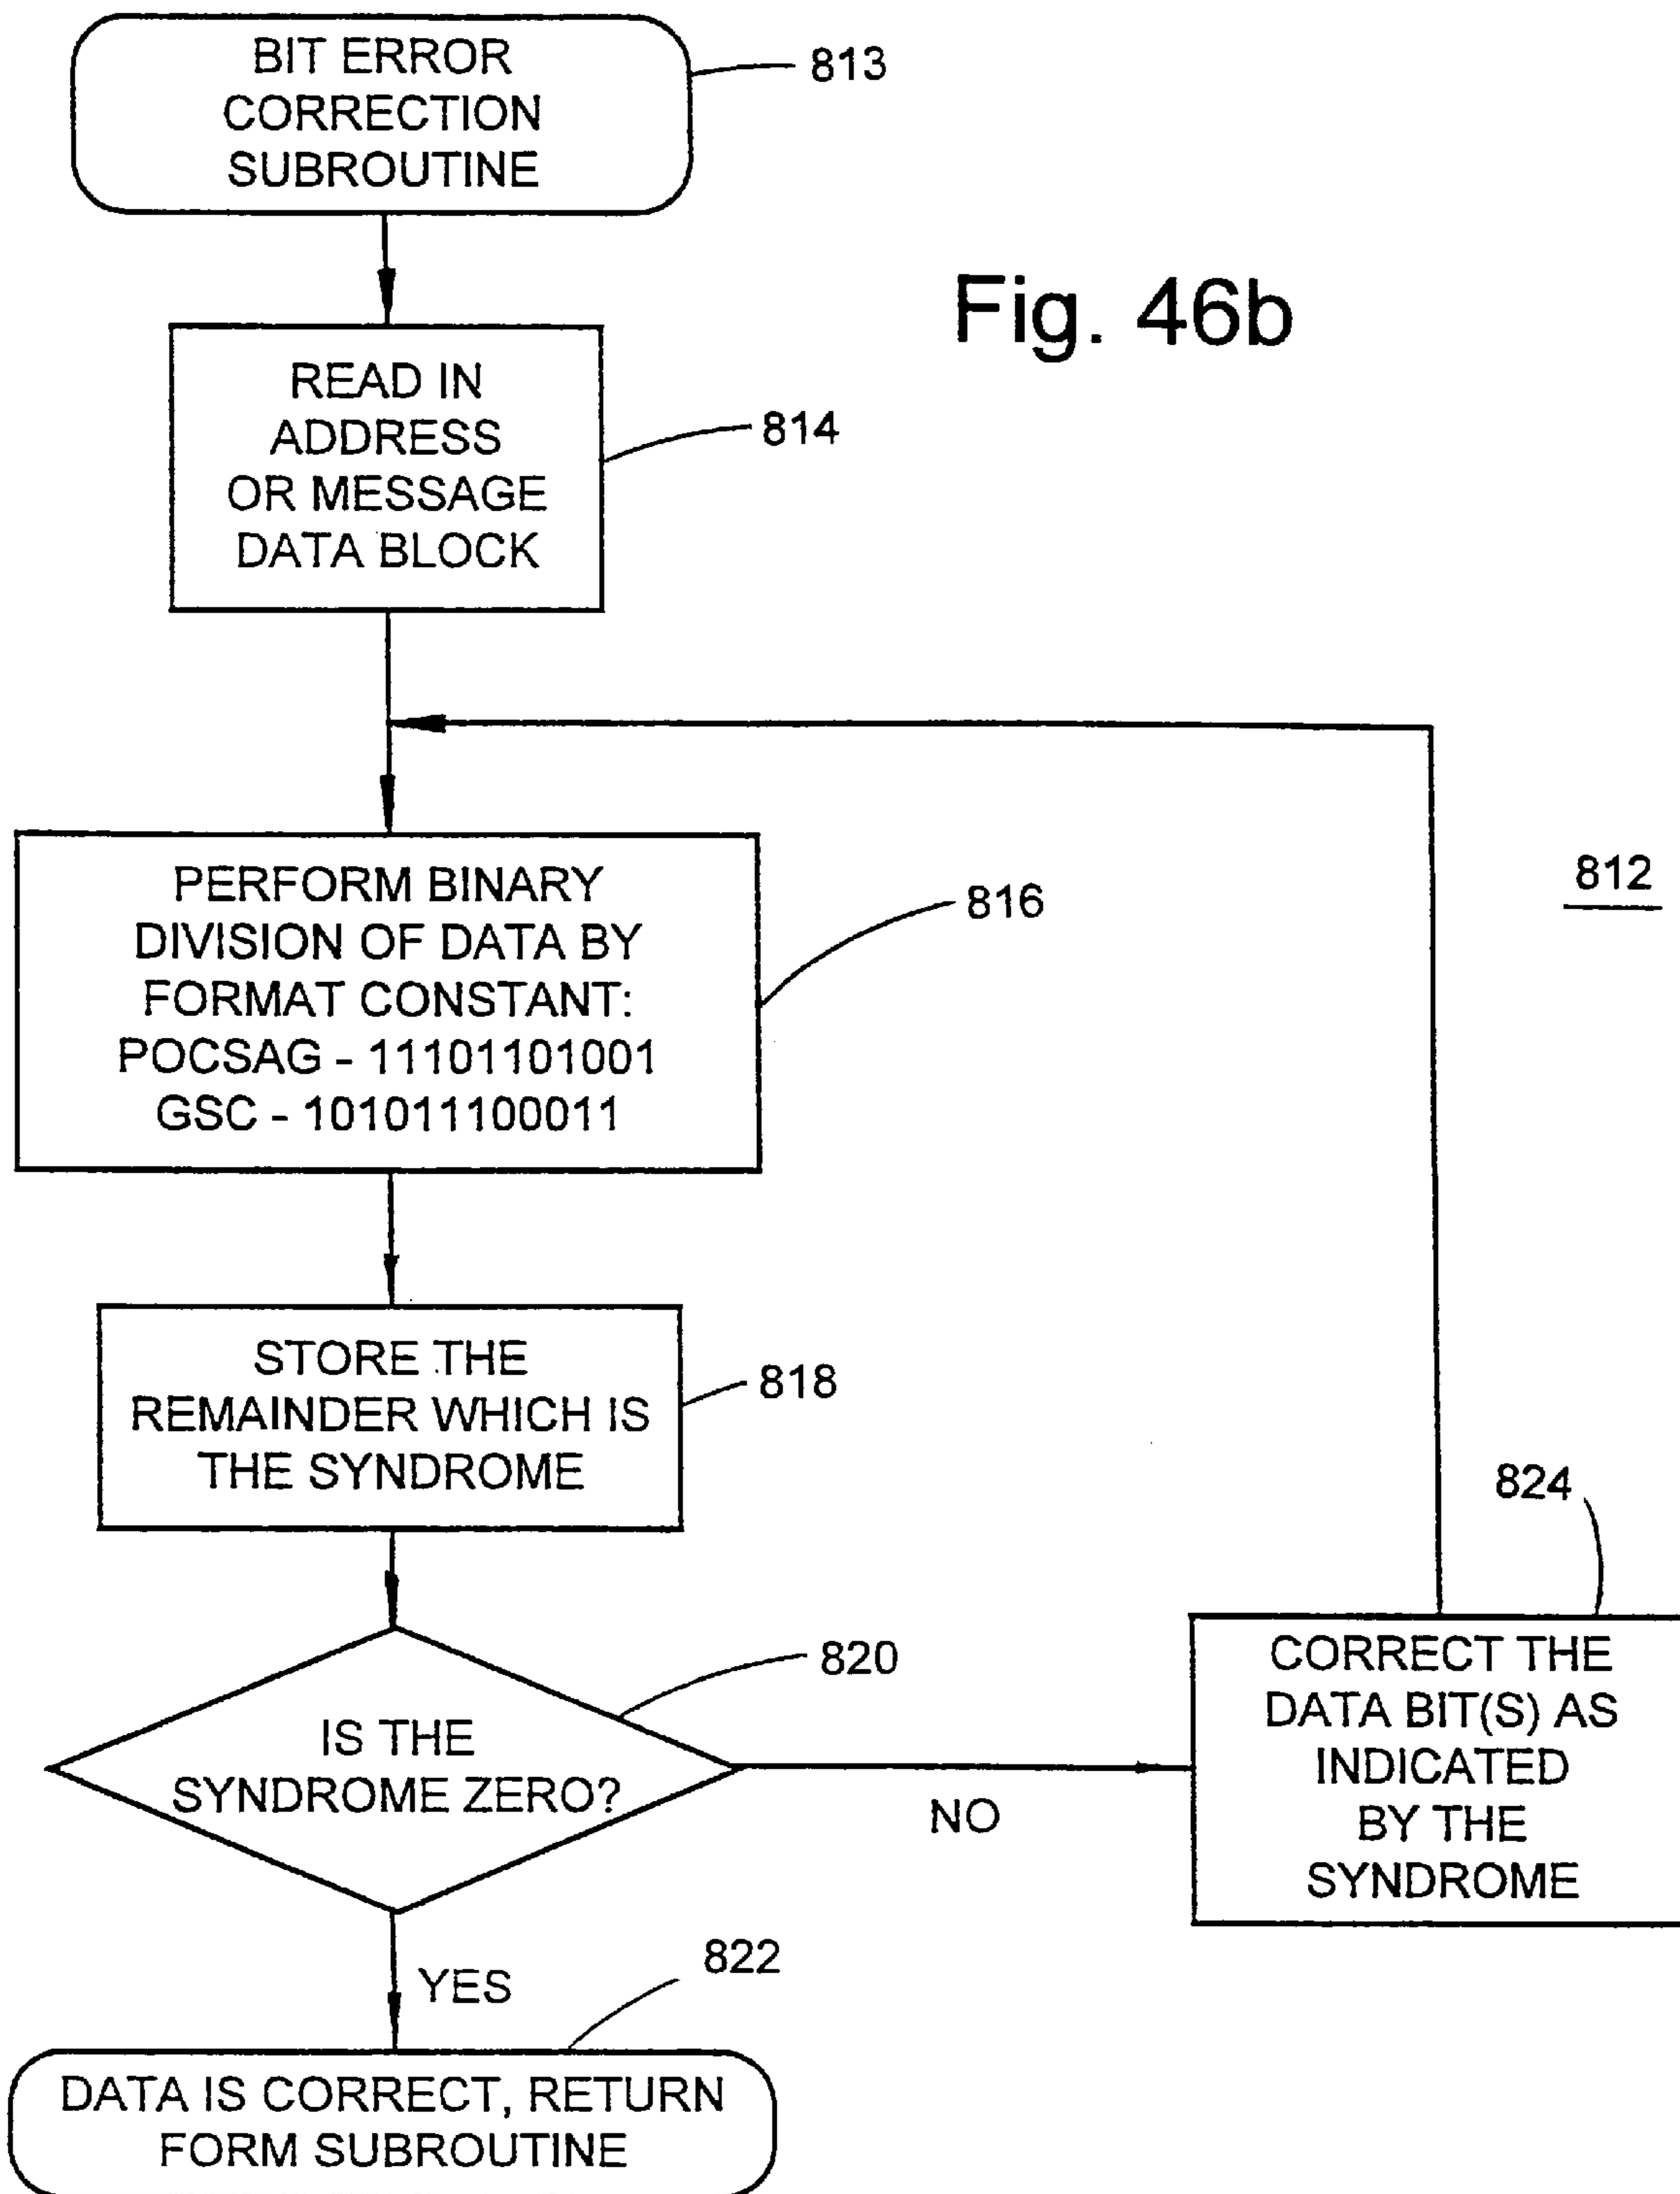 BIT ERROR
CORRECTION
SUBROUTINE
813
Fig. 46b
READ IN
ADDRESS
OR MESSAGE
DATA BLOCK
814
PERFORM BINARY
DIVISION OF DATA BY
FORMAT CONSTANT:
POCSAG - 11101101001
GSC - 101011100011
816
812
STORE THE
REMAINDER WHICH IS
THE SYNDROME
818
824
IS THE
SYNDROME ZERO?
820
NO
CORRECT THE
DATA BIT(S) AS
INDICATED
BY THE
SYNDROME
YES
822
DATA IS CORRECT, RETURN
FORM SUBROUTINE